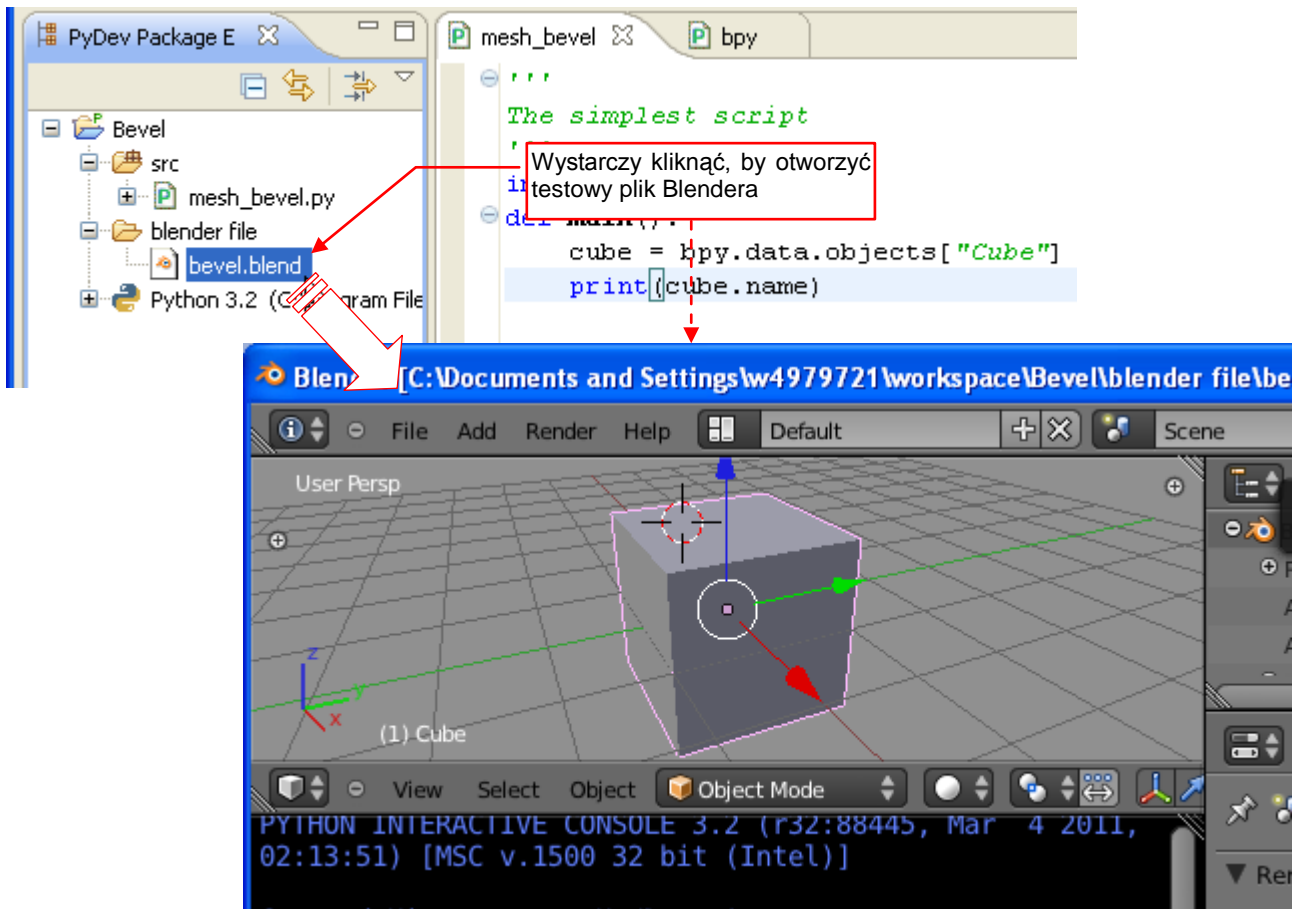 PyDev Package E
mesh_bevel
bpy
Bevel
src
mesh_bevel.py
blender file
bevel.blend
Python 3.2 (C gram File
'''
The simplest script
Wystarczy kliknąć, by otworzyć
testowy plik Blendera
cube = bpy.data.objects["Cube"]
print(cube.name)
[C:\Documents and Settings\w4979721\workspace\Bevel\blender file\be
File Add Render Help Default Scene
User Persp
z
y
x
(1) Cube
View Select Object Object Mode
PYTHON INTERACTIVE CONSOLE 3.2 (r32:88445, Mar 4 2011,
02:13:51) [MSC v.1500 32 bit (Intel)]
Ren